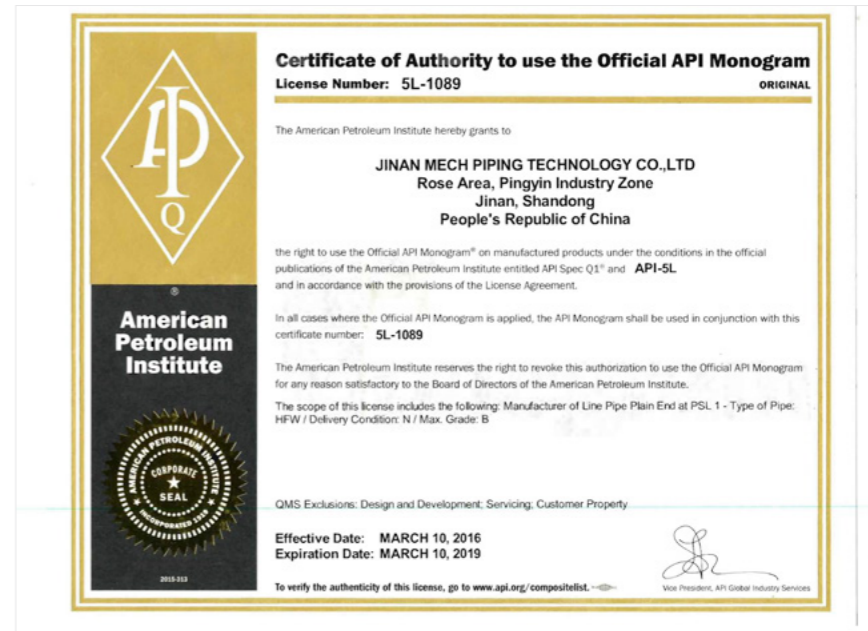 API
Q
®
American
Petroleum
Institute
AMERICAN PETROLEUM INSTITUTE
CORPORATE
SEAL
INCORPORATED 1919
2015-313
Certificate of Authority to use the Official API Monogram
License Number: 5L-1089
ORIGINAL
The American Petroleum Institute hereby grants to
JINAN MECH PIPING TECHNOLOGY CO.,LTD
Rose Area, Pingyin Industry Zone
Jinan, Shandong
People's Republic of China
the right to use the Official API Monogram® on manufactured products under the conditions in the official
publications of the American Petroleum Institute entitled API Spec Q1® and API-5L
and in accordance with the provisions of the License Agreement.
In all cases where the Official API Monogram is applied, the API Monogram shall be used in conjunction with this
certificate number: 5L-1089
The American Petroleum Institute reserves the right to revoke this authorization to use the Official API Monogram
for any reason satisfactory to the Board of Directors of the American Petroleum Institute.
The scope of this license includes the following: Manufacturer of Line Pipe Plain End at PSL 1 - Type of Pipe:
HFW / Delivery Condition: N / Max. Grade: B
QMS Exclusions: Design and Development; Servicing; Customer Property
Effective Date: MARCH 10, 2016
Expiration Date: MARCH 10, 2019
To verify the authenticity of this license, go to www.api.org/compositelist.
Vice President, API Global Industry Services